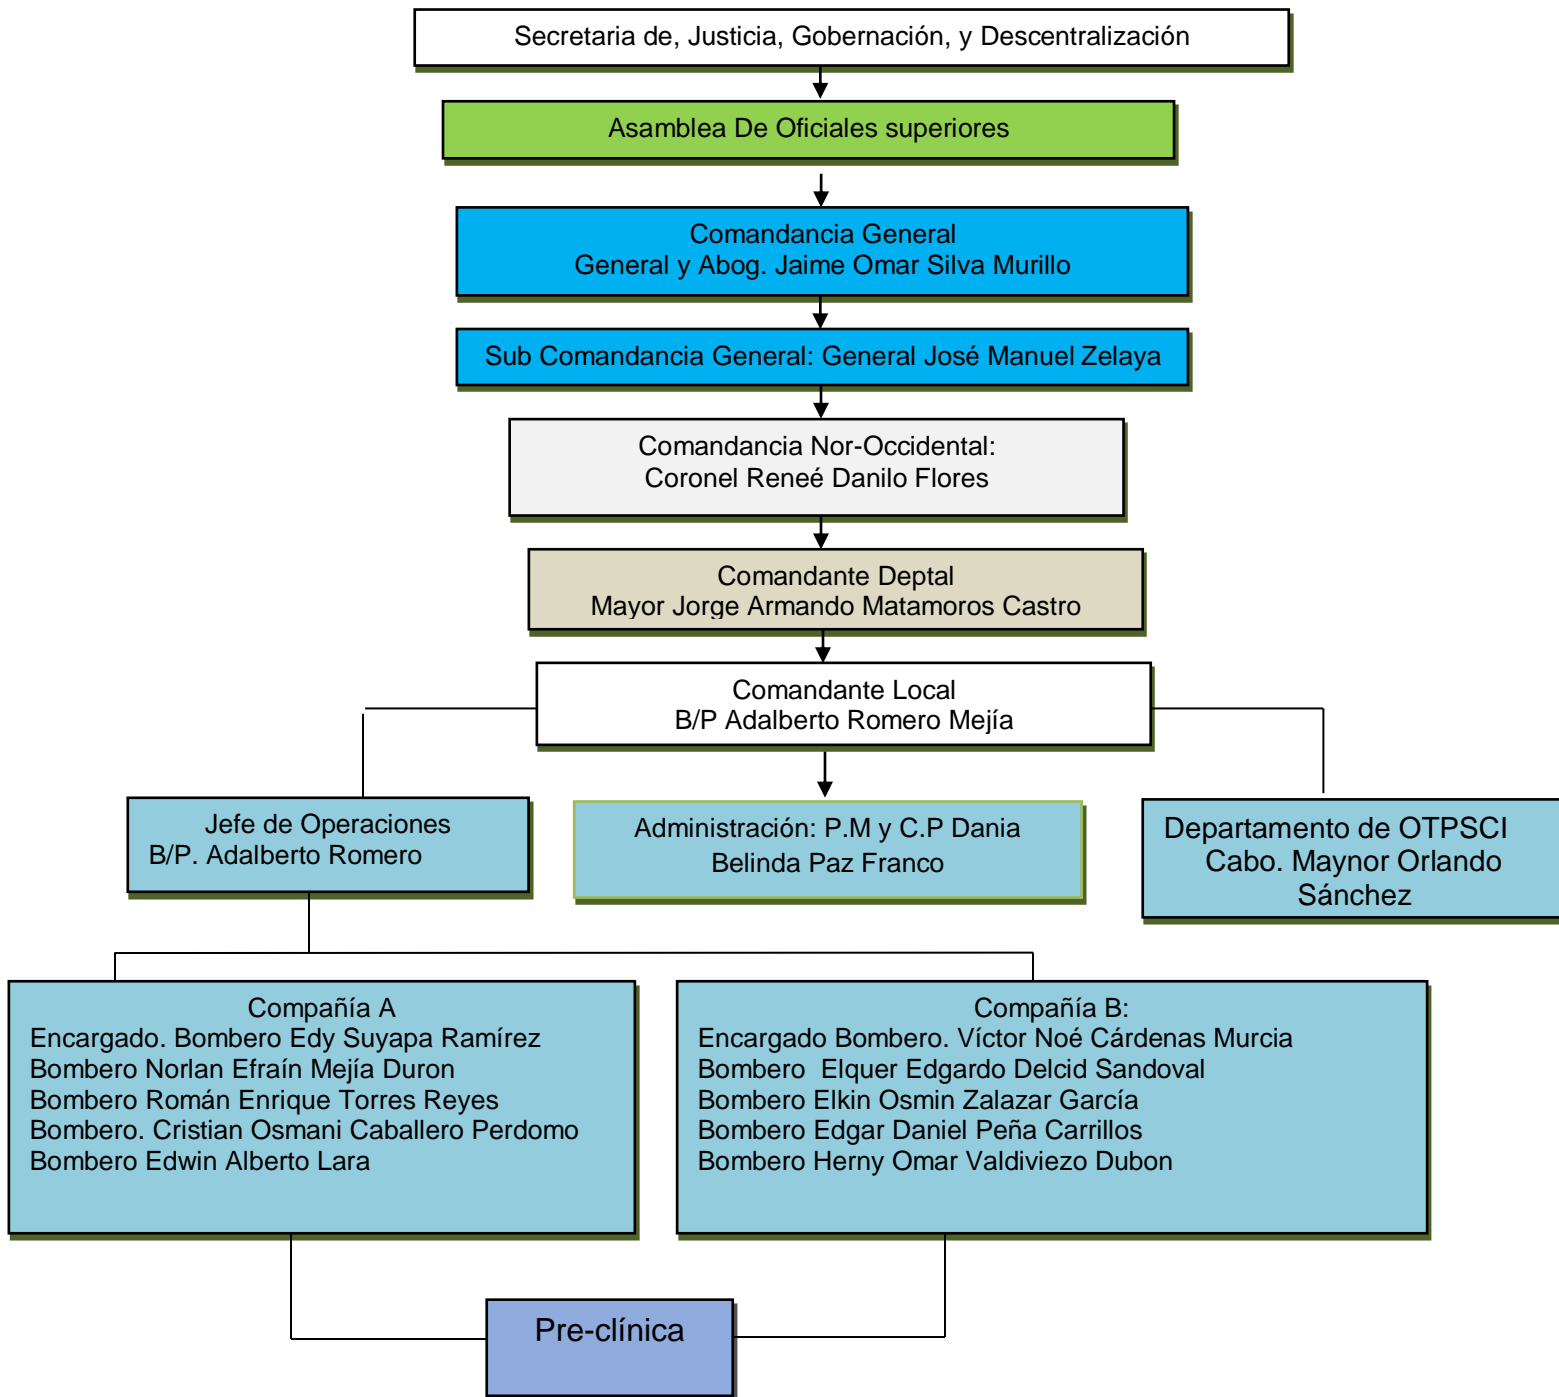 Secretaria de, Justicia, Gobernación, y Descentralización
Asamblea De Oficiales superiores
Comandancia General
General y Abog. Jaime Omar Silva Murillo
Sub Comandancia General: General José Manuel Zelaya
Comandancia Nor-Occidental:
Coronel Reneé Danilo Flores
Comandante Deptal
Mayor Jorge Armando Matamoros Castro
Comandante Local
B/P Adalberto Romero Mejía
Jefe de Operaciones
B/P. Adalberto Romero
Administración: P.M y C.P Dania
Belinda Paz Franco
Departamento de OTPSCI
Cabo. Maynor Orlando
Sánchez
Compañía A
Encargado. Bombero Edy Suyapa Ramírez
Bombero Norlan Efraín Mejía Duron
Bombero Román Enrique Torres Reyes
Bombero. Cristian Osmani Caballero Perdomo
Bombero Edwin Alberto Lara
Compañía B:
Encargado Bombero. Víctor Noé Cárdenas Murcia
Bombero  Elquer Edgardo Delcid Sandoval
Bombero Elkin Osmin Zalazar García
Bombero Edgar Daniel Peña Carrillos
Bombero Herny Omar Valdiviezo Dubon
Pre-clínica